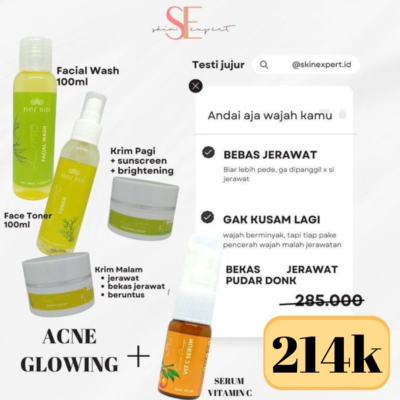 SE
skin expert
Facial Wash
100ml
Testi jujur
@skinexpert.id
Andai aja wajah kamu
Krim Pagi
+ sunscreen
+ brightening
BEBAS JERAWAT
Biar lebih pede, ga dipanggil x si
jerawat
FACIAL WASH
TONER
Face Toner
100ml
GAK KUSAM LAGI
wajah berminyak, tapi tiap pake
pencerah wajah malah jerawatan
Krim Malam
+ jerawat
+ bekas jerawat
+ beruntus
BEKAS JERAWAT
PUDAR DONK
285.000
ACNE
GLOWING
+
VIT C SERUM
SERUM
VITAMIN C
214k